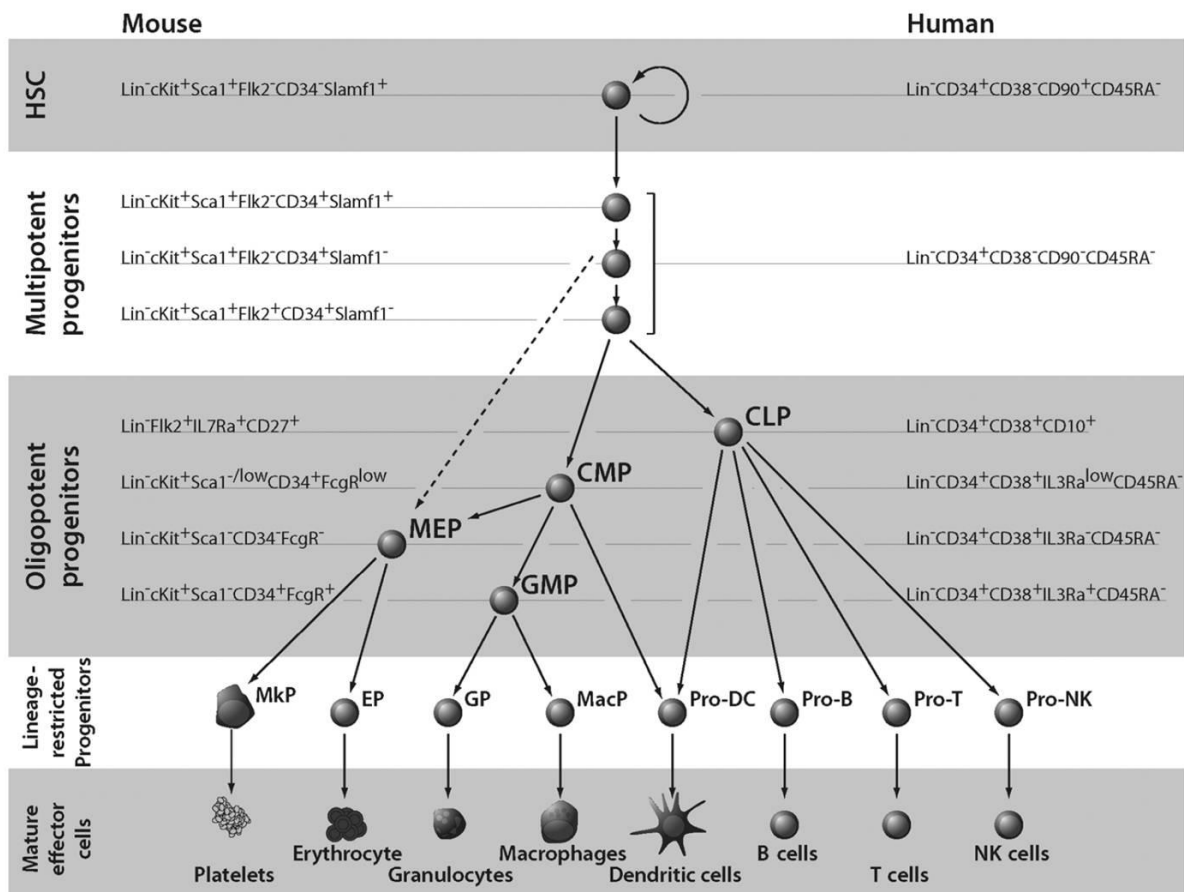 Mouse
Human
HSC
Lin⁻cKit⁺Sca1⁺Flk2⁻CD34⁻Slamf1⁺
Lin⁻CD34⁺CD38⁻CD90⁺CD45RA⁻
Multipotent
progenitors
Lin⁻cKit⁺Sca1⁺Flk2⁻CD34⁺Slamf1⁺
Lin⁻cKit⁺Sca1⁺Flk2⁻CD34⁺Slamf1⁻
Lin⁻CD34⁺CD38⁻CD90⁻CD45RA⁻
Lin⁻cKit⁺Sca1⁺Flk2⁺CD34⁺Slamf1⁻
Oligopotent
progenitors
Lin⁻Flk2⁺IL7Ra⁺CD27⁺
CLP
Lin⁻CD34⁺CD38⁺CD10⁺
Lin⁻cKit⁺Sca1⁻/ˡᵒʷCD34⁺FcgRˡᵒʷ
CMP
Lin⁻CD34⁺CD38⁺IL3RaˡᵒʷCD45RA⁻
Lin⁻cKit⁺Sca1⁻CD34⁻FcgR⁻
MEP
Lin⁻CD34⁺CD38⁺IL3Ra⁻CD45RA⁻
Lin⁻cKit⁺Sca1⁻CD34⁺FcgR⁺
GMP
Lin⁻CD34⁺CD38⁺IL3Ra⁺CD45RA⁻
Lineage-
restricted
Progenitors
MkP
EP
GP
MacP
Pro-DC
Pro-B
Pro-T
Pro-NK
Mature
effector
cells
Platelets
Erythrocyte
Granulocytes
Macrophages
Dendritic cells
B cells
T cells
NK cells